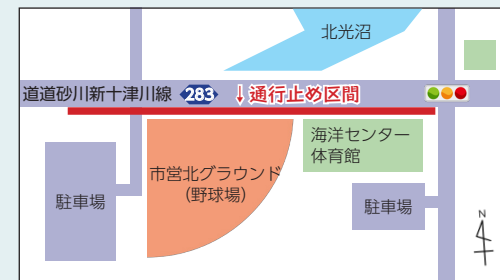 北光沼
道道砂川新十津川線 283 ↓通行止め区間
海洋センター
体育館
市営北グラウンド
(野球場)
駐車場
駐車場
N